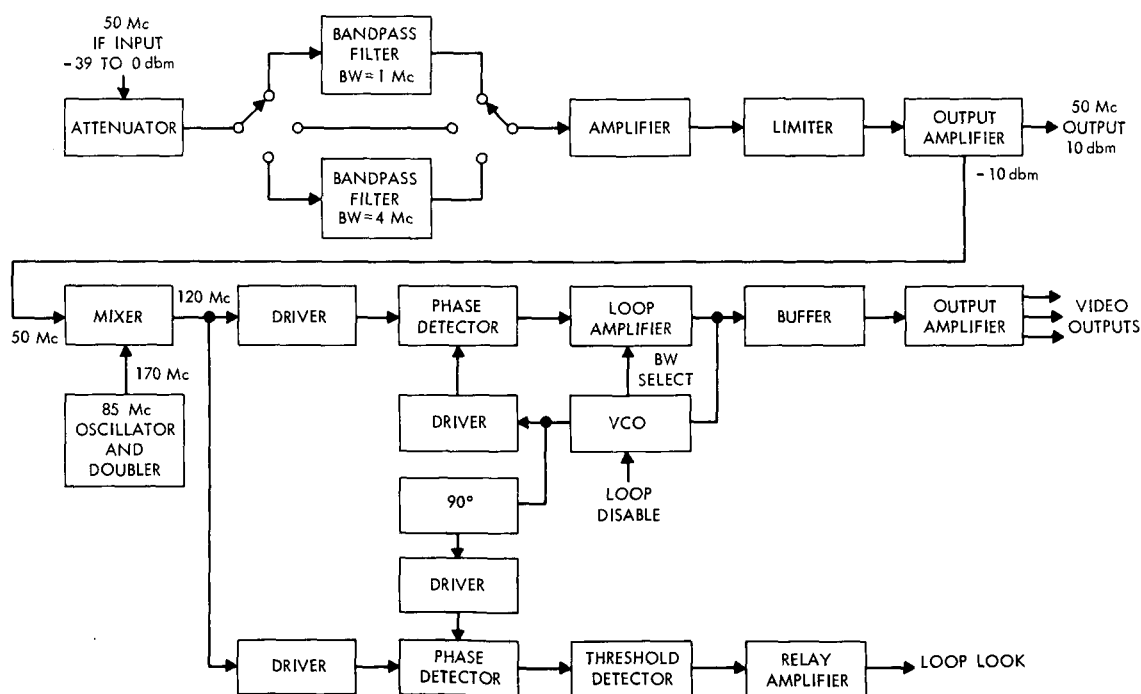 50 Mc
IF INPUT
-39 TO 0 dbm
ATTENUATOR
BANDPASS
FILTER
BW=1 Mc
BANDPASS
FILTER
BW=4 Mc
AMPLIFIER
LIMITER
OUTPUT
AMPLIFIER
50 Mc
OUTPUT
10 dbm
-10 dbm
50 Mc
MIXER
120 Mc
170 Mc
85 Mc
OSCILLATOR
AND
DOUBLER
DRIVER
PHASE
DETECTOR
LOOP
AMPLIFIER
BUFFER
OUTPUT
AMPLIFIER
VIDEO
OUTPUTS
BW
SELECT
DRIVER
VCO
LOOP
DISABLE
90°
DRIVER
DRIVER
PHASE
DETECTOR
THRESHOLD
DETECTOR
RELAY
AMPLIFIER
LOOP LOOK